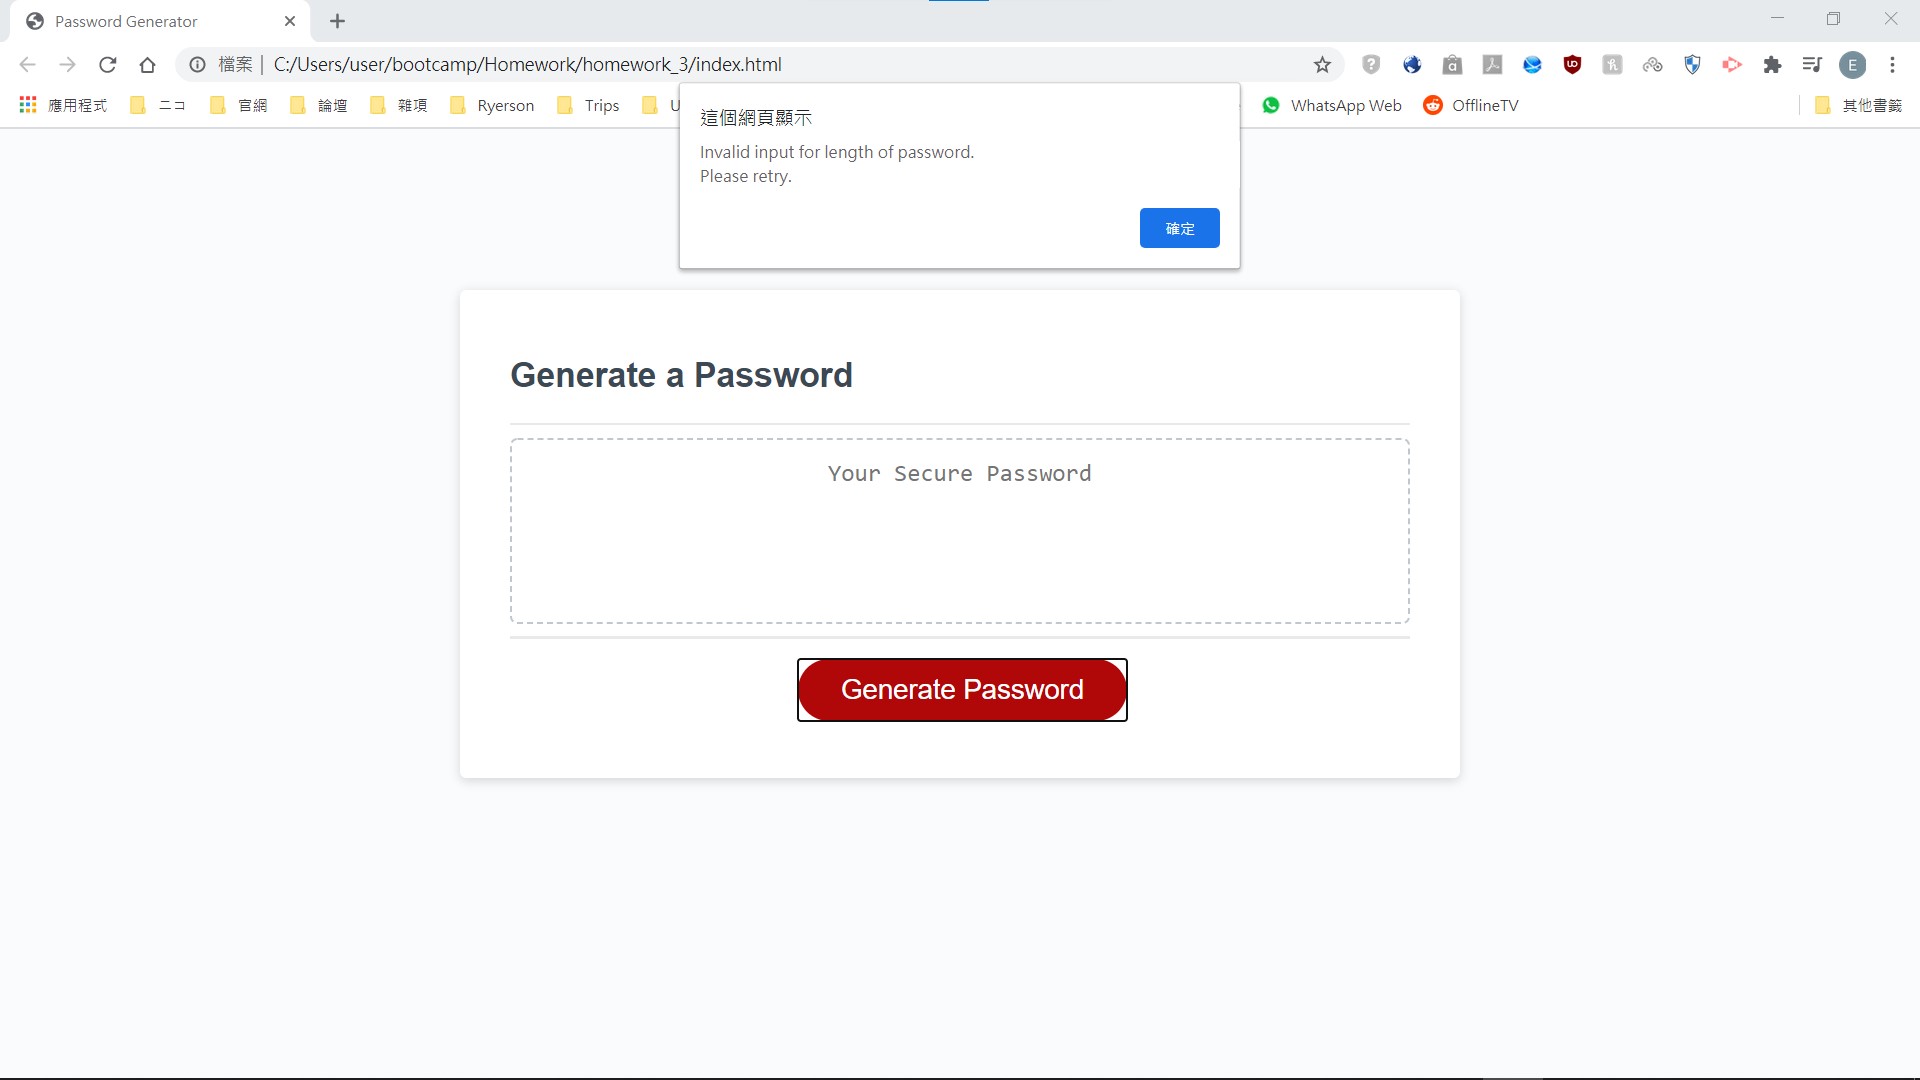 Password Generator
檔案 | C:/Users/user/bootcamp/Homework/homework_3/index.html
E
應用程式 ニコ 官網 論壇 雜項 Ryerson Trips U WhatsApp Web OfflineTV 其他書籤
這個網頁顯示
Invalid input for length of password.
Please retry.
確定
Generate a Password
Your Secure Password
Generate Password